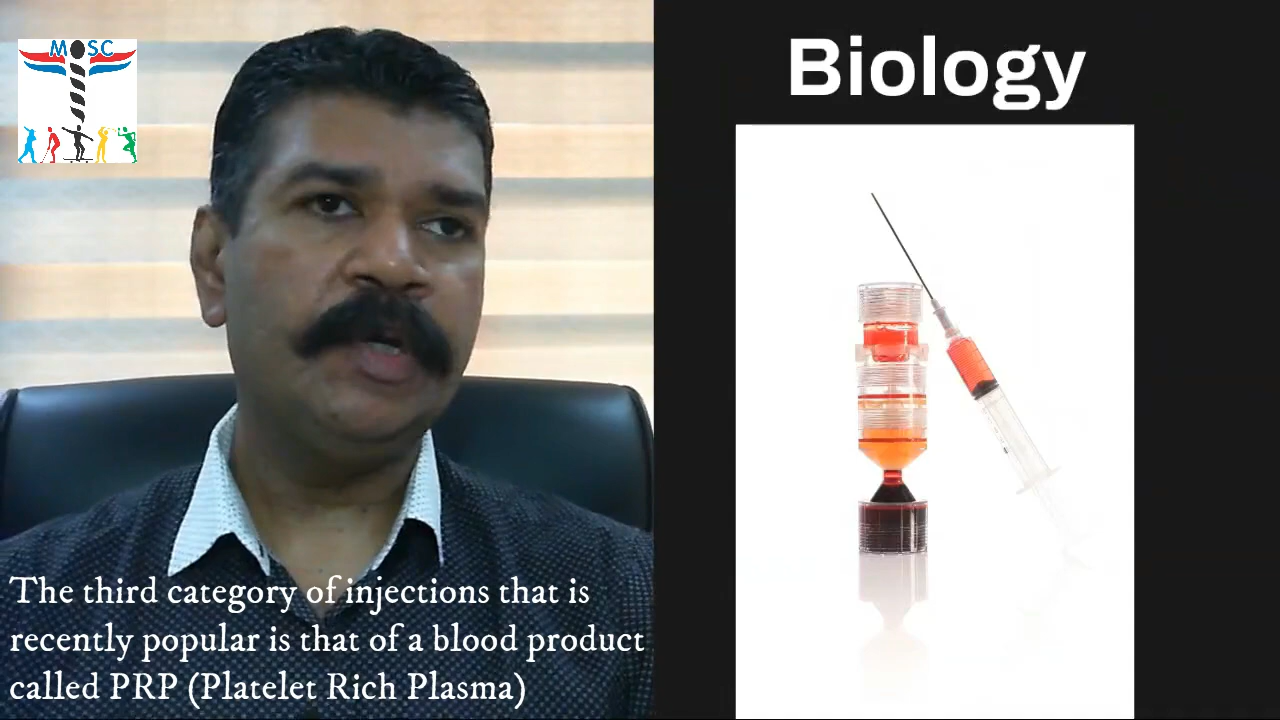 MOSC
Biology
The third category of injections that is
recently popular is that of a blood product
called PRP (Platelet Rich Plasma)